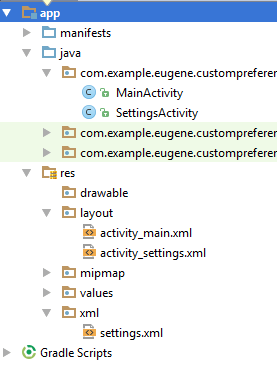 app
manifests
java
com.example.eugene.custompreferer
MainActivity
SettingsActivity
com.example.eugene.custompreferer
com.example.eugene.custompreferer
res
drawable
layout
activity_main.xml
activity_settings.xml
mipmap
values
xml
settings.xml
Gradle Scripts